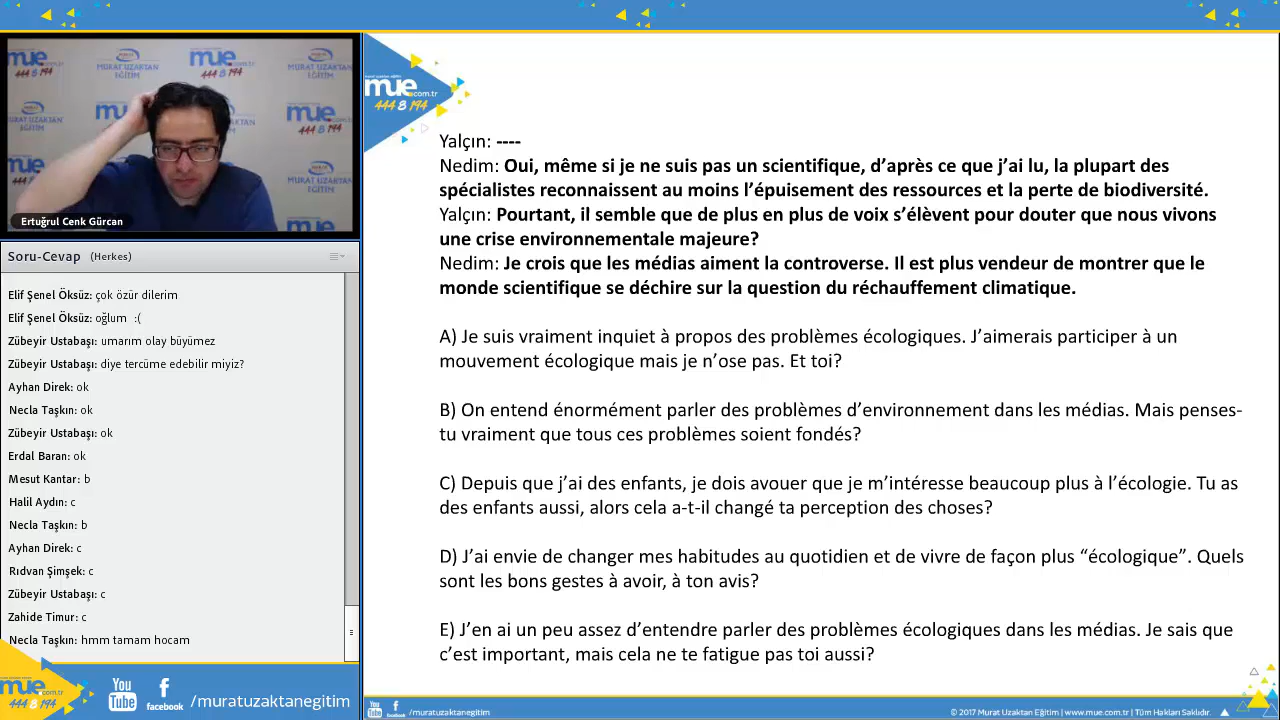 mue
444 8 194
MURAT UZAKTAN
EĞİTİM
Ertuğrul Cenk Gürcan
Soru-Cevap (Herkes)
Elif Şenel Öksüz: çok özür dilerim
Elif Şenel Öksüz: oğlum :(
Zübeyir Ustabaşı: umarım olay büyümez
Zübeyir Ustabaşı: diye tercüme edebilir miyiz?
Ayhan Direk: ok
Necla Taşkın: ok
Zübeyir Ustabaşı: ok
Erdal Baran: ok
Mesut Kantar: b
Halil Aydın: c
Necla Taşkın: b
Ayhan Direk: c
Rıdvan Şimşek: c
Zübeyir Ustabaşı: c
Zahide Timur: c
Necla Taşkın: hmm tamam hocam
mue.com.tr
444 8 194
You Tube facebook /muratuzaktanegitim
murat uzaktan eğitim
mue.com.tr
444 8 194
Yalçın: ----
Nedim: Oui, même si je ne suis pas un scientifique, d’après ce que j’ai lu, la plupart des
spécialistes reconnaissent au moins l’épuisement des ressources et la perte de biodiversité.
Yalçın: Pourtant, il semble que de plus en plus de voix s’élèvent pour douter que nous vivons
une crise environnementale majeure?
Nedim: Je crois que les médias aiment la controverse. Il est plus vendeur de montrer que le
monde scientifique se déchire sur la question du réchauffement climatique.
A) Je suis vraiment inquiet à propos des problèmes écologiques. J’aimerais participer à un
mouvement écologique mais je n’ose pas. Et toi?
B) On entend énormément parler des problèmes d’environnement dans les médias. Mais penses-
tu vraiment que tous ces problèmes soient fondés?
C) Depuis que j’ai des enfants, je dois avouer que je m’intéresse beaucoup plus à l’écologie. Tu as
des enfants aussi, alors cela a-t-il changé ta perception des choses?
D) J’ai envie de changer mes habitudes au quotidien et de vivre de façon plus “écologique”. Quels
sont les bons gestes à avoir, à ton avis?
E) J’en ai un peu assez d’entendre parler des problèmes écologiques dans les médias. Je sais que
c’est important, mais cela ne te fatigue pas toi aussi?
You Tube facebook /muratuzaktanegitim
© 2017 Murat Uzaktan Eğitim | www.mue.com.tr | Tüm Hakları Saklıdır.